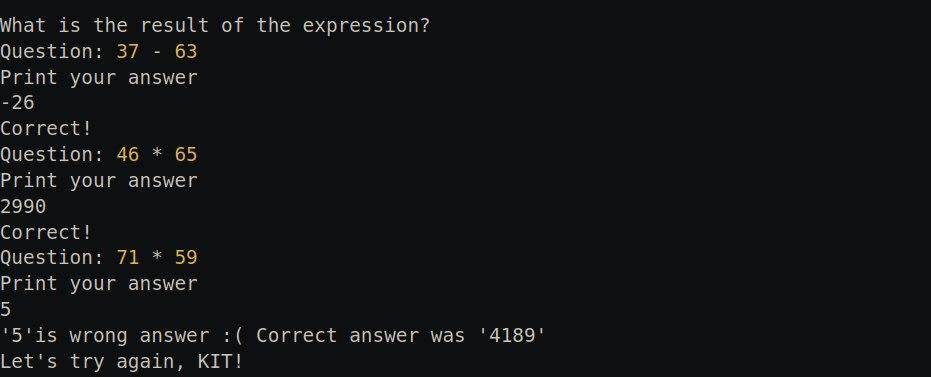 What is the result of the expression?
Question: 37 - 63
Print your answer
-26
Correct!
Question: 46 * 65
Print your answer
2990
Correct!
Question: 71 * 59
Print your answer
5
'5'is wrong answer :( Correct answer was '4189'
Let's try again, KIT!